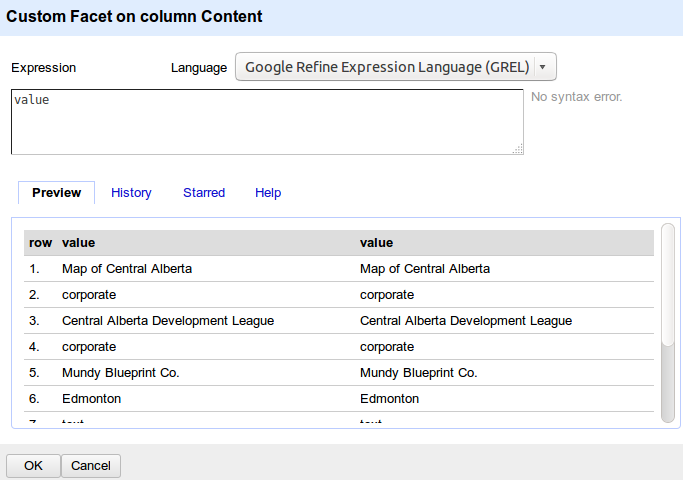 Custom Facet on column Content
Expression Language Google Refine Expression Language (GREL)
value
No syntax error.
Preview History Starred Help
row value value
1. Map of Central Alberta Map of Central Alberta
2. corporate corporate
3. Central Alberta Development League Central Alberta Development League
4. corporate corporate
5. Mundy Blueprint Co. Mundy Blueprint Co.
6. Edmonton Edmonton
7. text text
OK Cancel